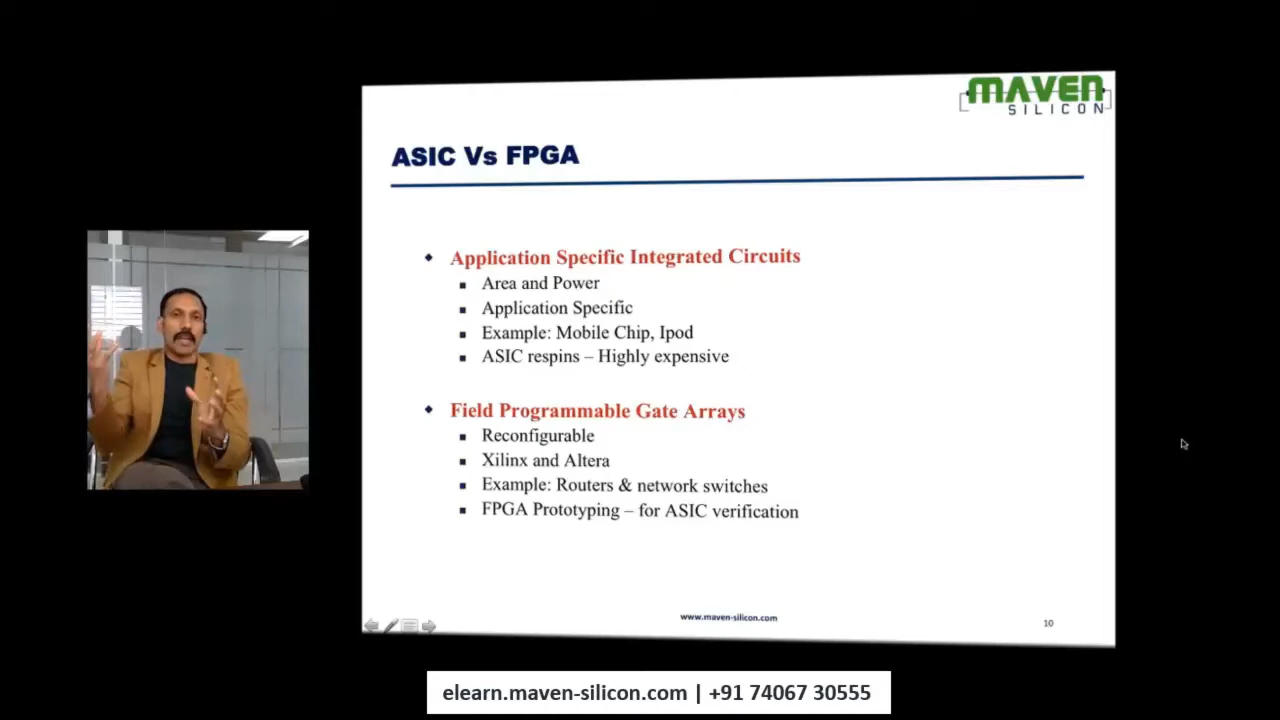 MAVEN
SILICON
ASIC Vs FPGA
Application Specific Integrated Circuits
Area and Power
Application Specific
Example: Mobile Chip, Ipod
ASIC respins – Highly expensive
Field Programmable Gate Arrays
Reconfigurable
Xilinx and Altera
Example: Routers & network switches
FPGA Prototyping – for ASIC verification
www.maven-silicon.com
10
elearn.maven-silicon.com | +91 74067 30555